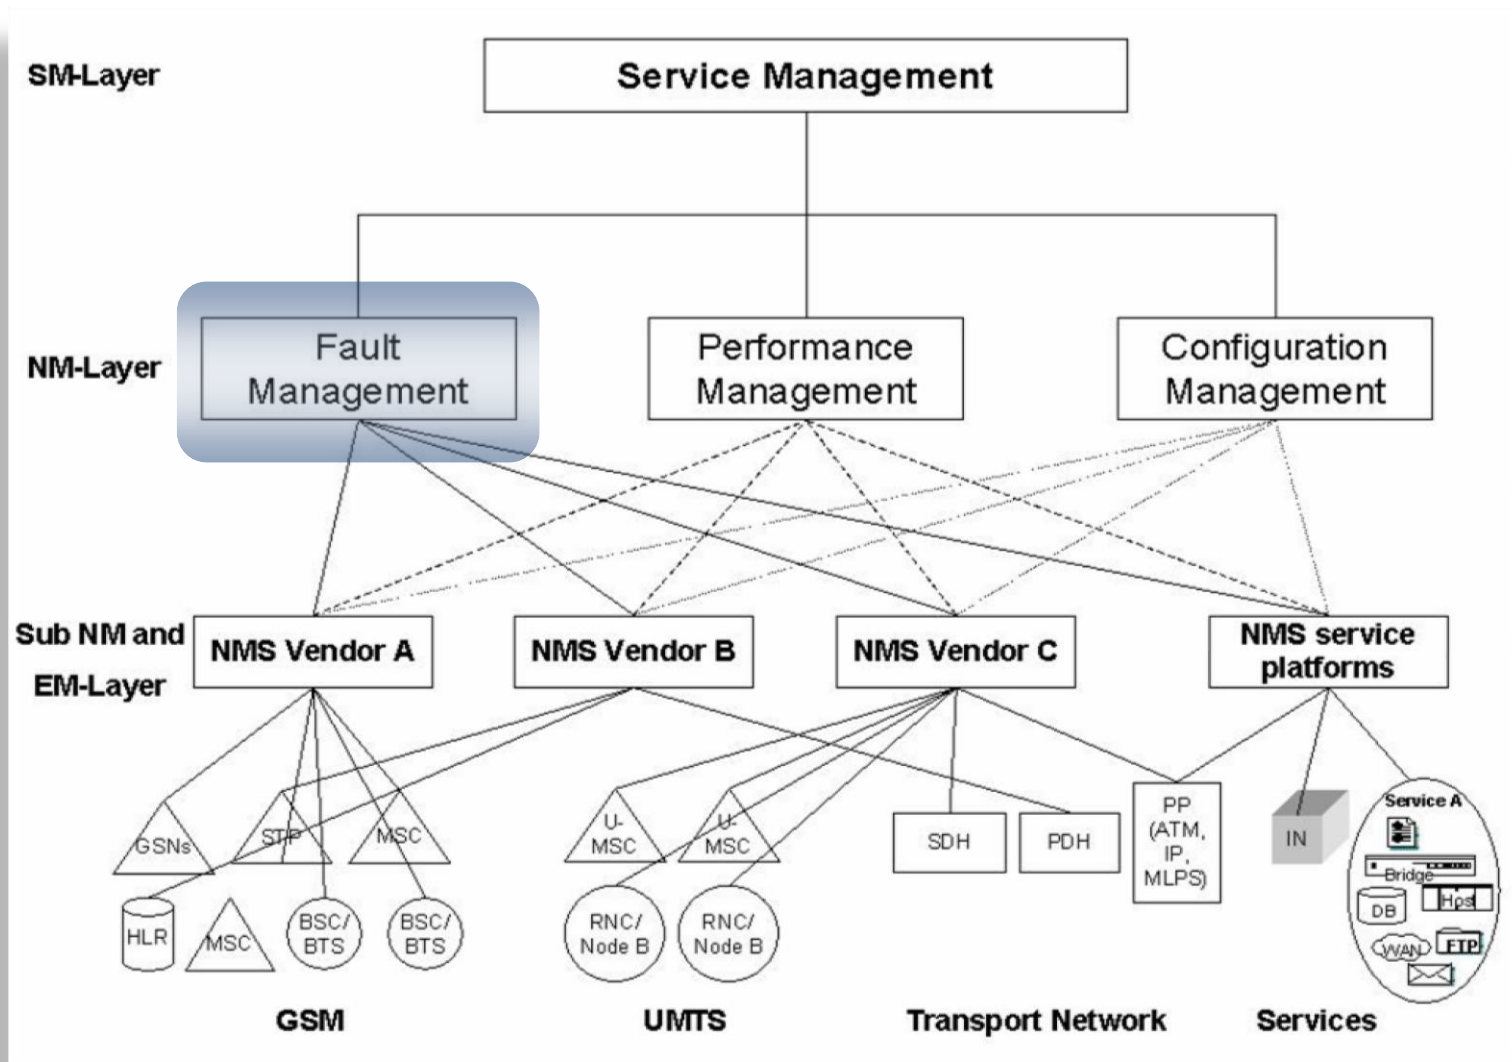 SM-Layer
Service Management
NM-Layer
Fault
Management
Performance
Management
Configuration
Management
Sub NM and
EM-Layer
NMS Vendor A
NMS Vendor B
NMS Vendor C
NMS service
platforms
GSNs
STP
MSC
HLR
MSC
BSC/
BTS
BSC/
BTS
U-
MSC
U-
MSC
RNC/
Node B
RNC/
Node B
SDH
PDH
PP
(ATM,
IP,
MLPS)
IN
Service A
Bridge
DB
Host
WAN
FTP
GSM
UMTS
Transport Network
Services